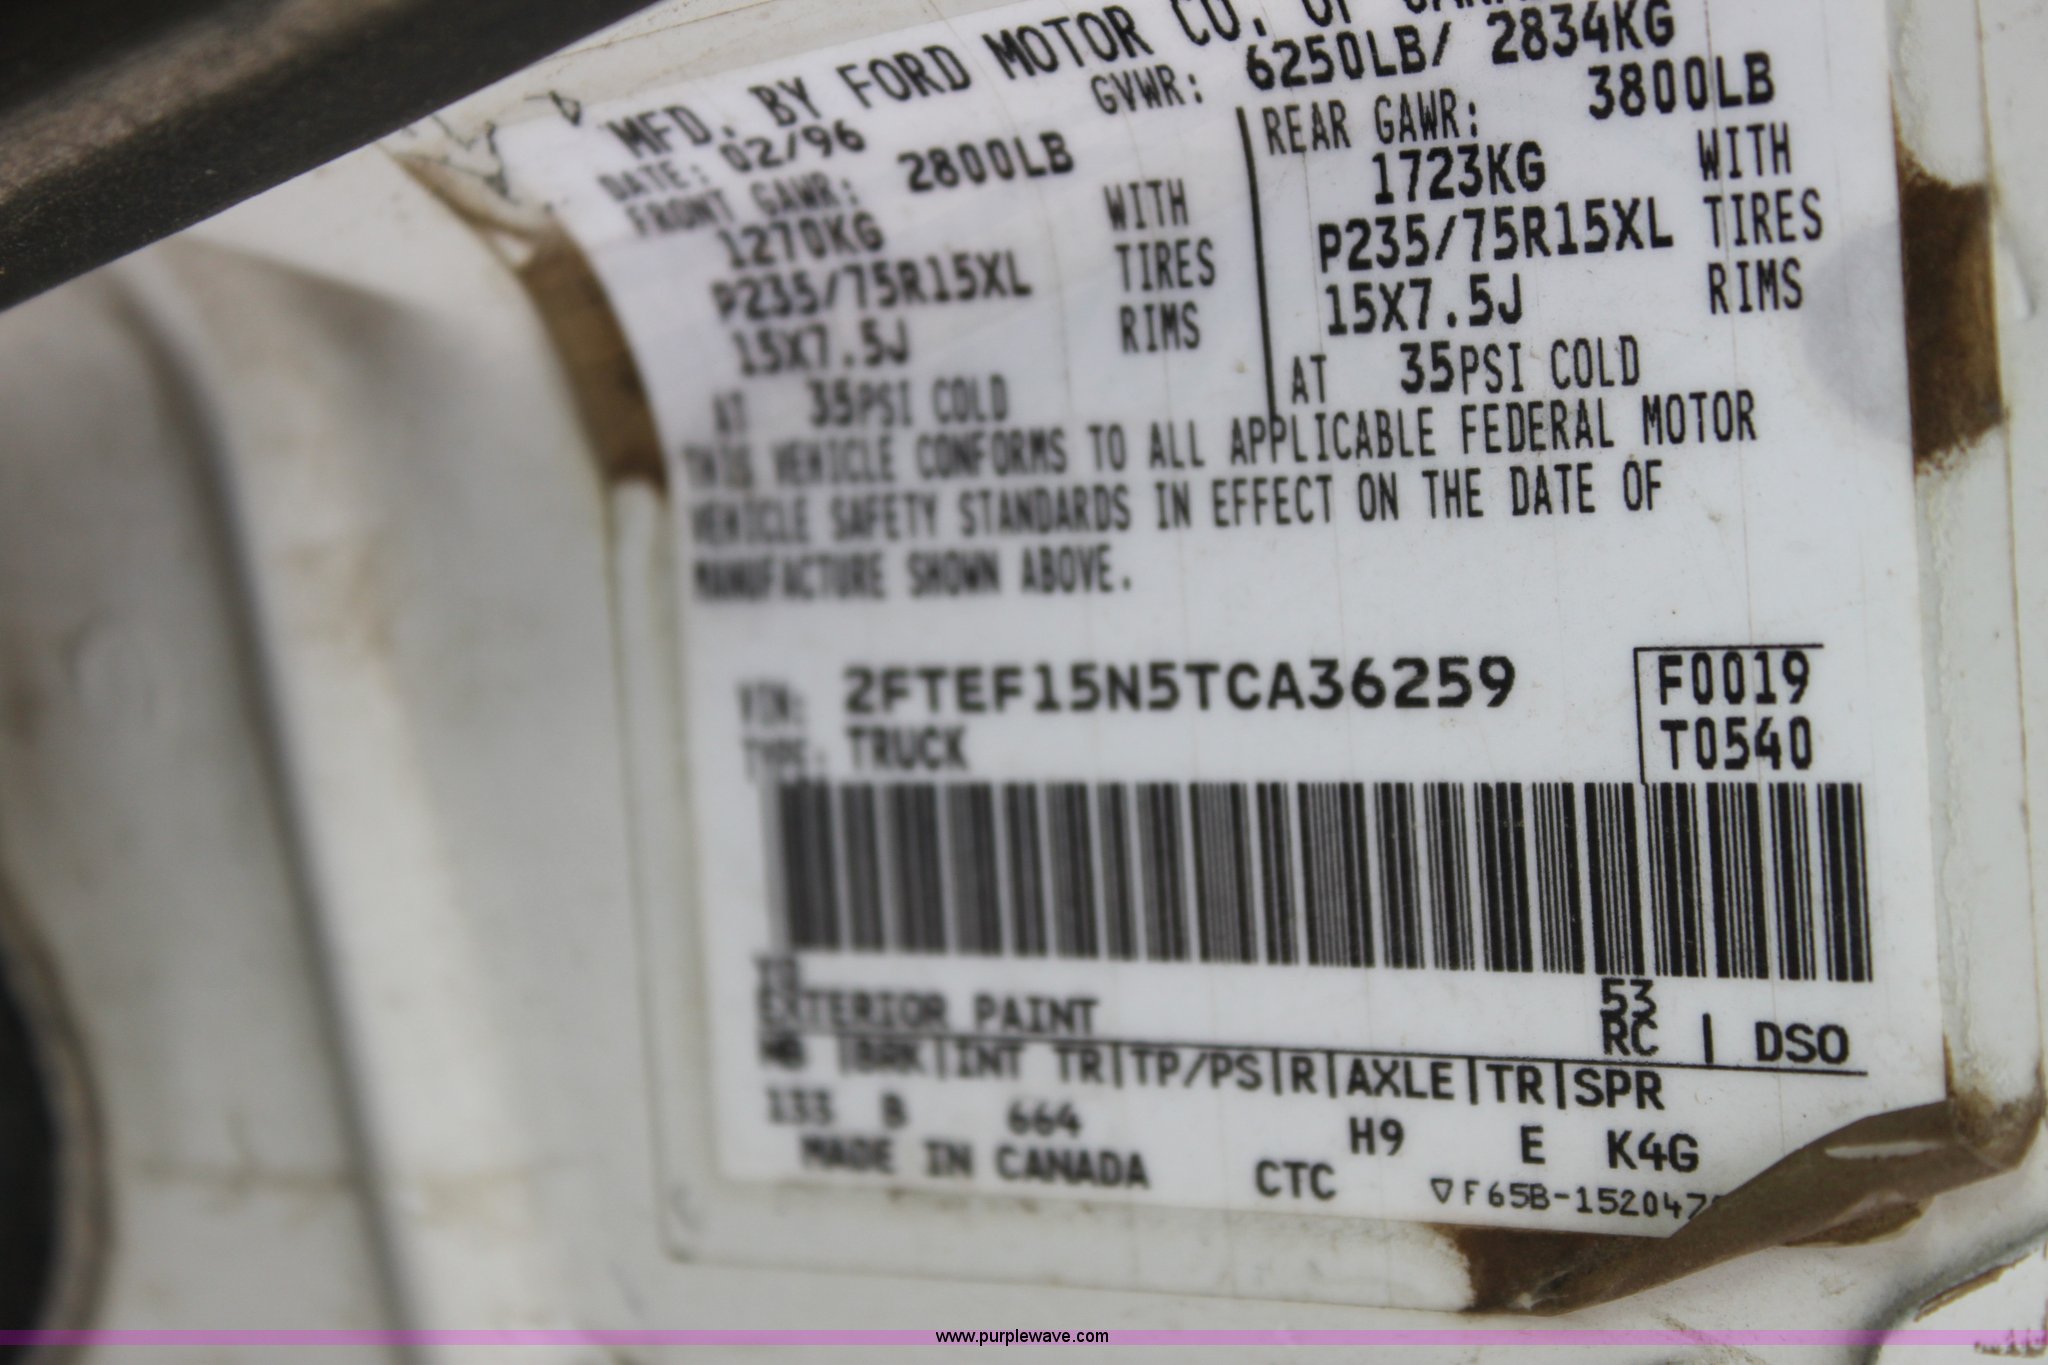 MFD. BY FORD MOTOR CO. OF
DATE: 02/96 GVWR: 6250LB/ 2834KG
FRONT GAWR: 2800LB REAR GAWR: 3800LB
1270KG WITH 1723KG WITH
P235/75R15XL TIRES P235/75R15XL TIRES
15X7.5J RIMS 15X7.5J RIMS
AT 35PSI COLD AT 35PSI COLD
THIS VEHICLE CONFORMS TO ALL APPLICABLE FEDERAL MOTOR
VEHICLE SAFETY STANDARDS IN EFFECT ON THE DATE OF
MANUFACTURE SHOWN ABOVE.
VIN: 2FTEF15N5TCA36259 F0019
TYPE: TRUCK T0540
YO
EXTERIOR PAINT 53
RC | DSO
WB |BRK|INT TR|TP/PS|R|AXLE|TR|SPR
133 B 664 H9 E K4G
MADE IN CANADA CTC F65B-152047
www.purplewave.com